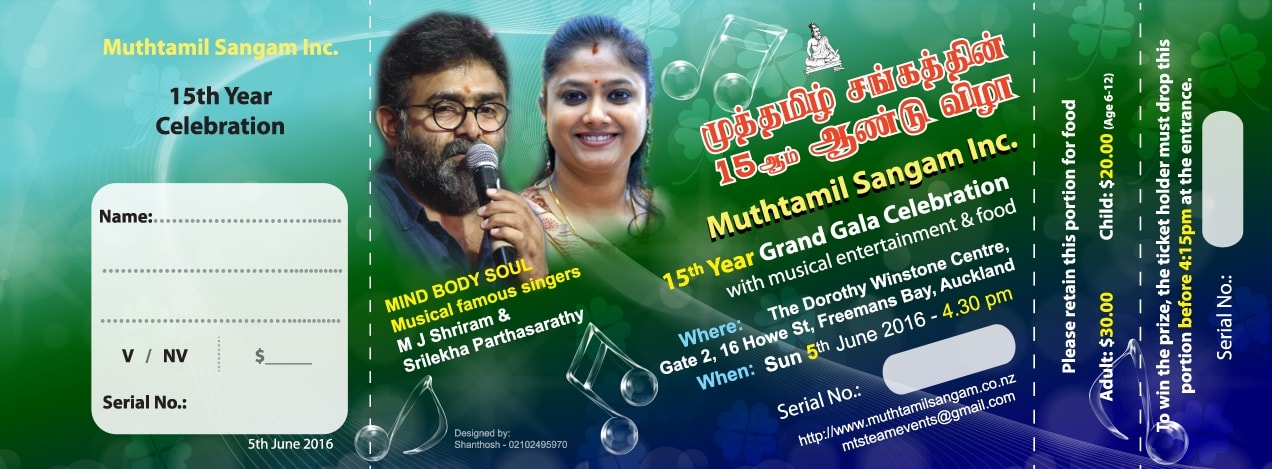 Muthtamil Sangam Inc.
15th Year
Celebration
Name:
V / NV
$
Serial No.:
5th June 2016
MIND BODY SOUL
Musical famous singers
M J Shriram &
Srilekha Parthasarathy
Designed by:
Shanthosh - 02102495970
முத்தமிழ் சங்கத்தின்
15ஆம் ஆண்டு விழா
Muthtamil Sangam Inc.
15th Year Grand Gala Celebration
with musical entertainment & food
Where: The Dorothy Winstone Centre,
Gate 2, 16 Howe St, Freemans Bay, Auckland
When: Sun 5th June 2016 - 4.30 pm
Serial No.:
http://www.muthtamilsangam.co.nz
mtsteamevents@gmail.com
Please retain this portion for food
Adult: $30.00 Child: $20.00 (Age 6-12)
To win the prize, the ticket holder must drop this
portion before 4:15pm at the entrance.
Serial No.: